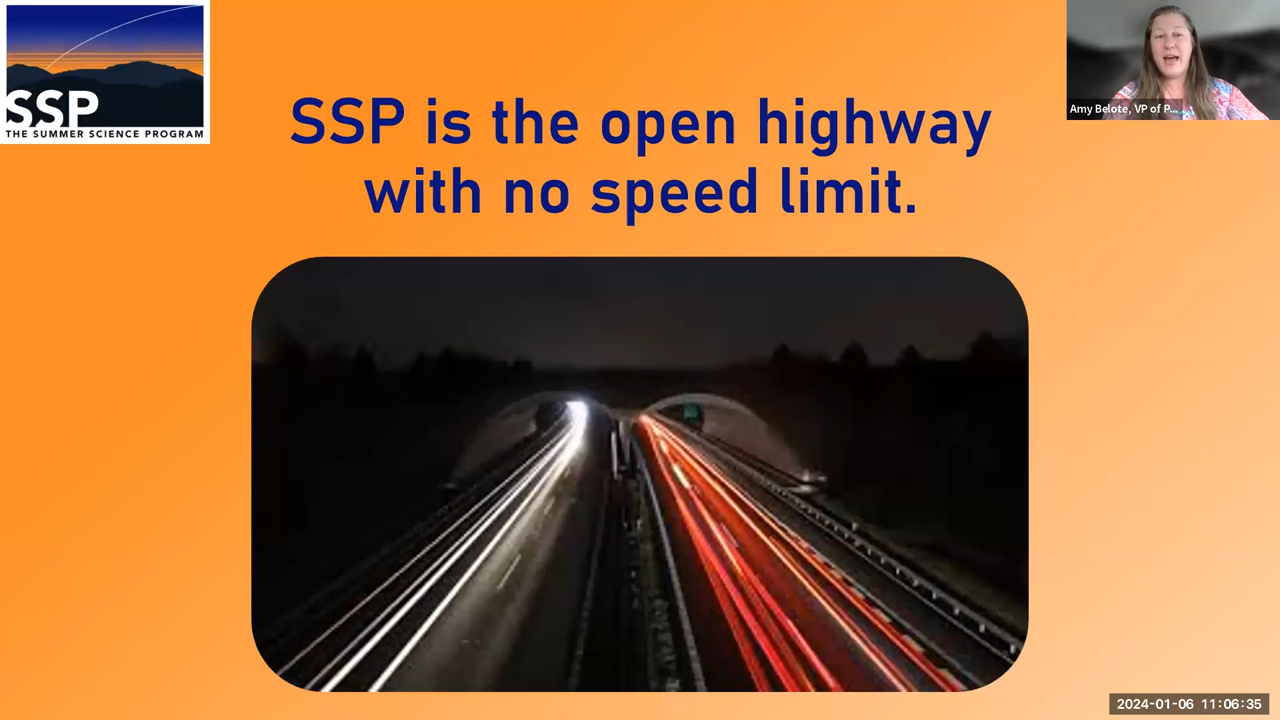 SSP
THE SUMMER SCIENCE PROGRAM
SSP is the open highway
with no speed limit.
Amy Belote, VP of P...
2024-01-06 11:06:35